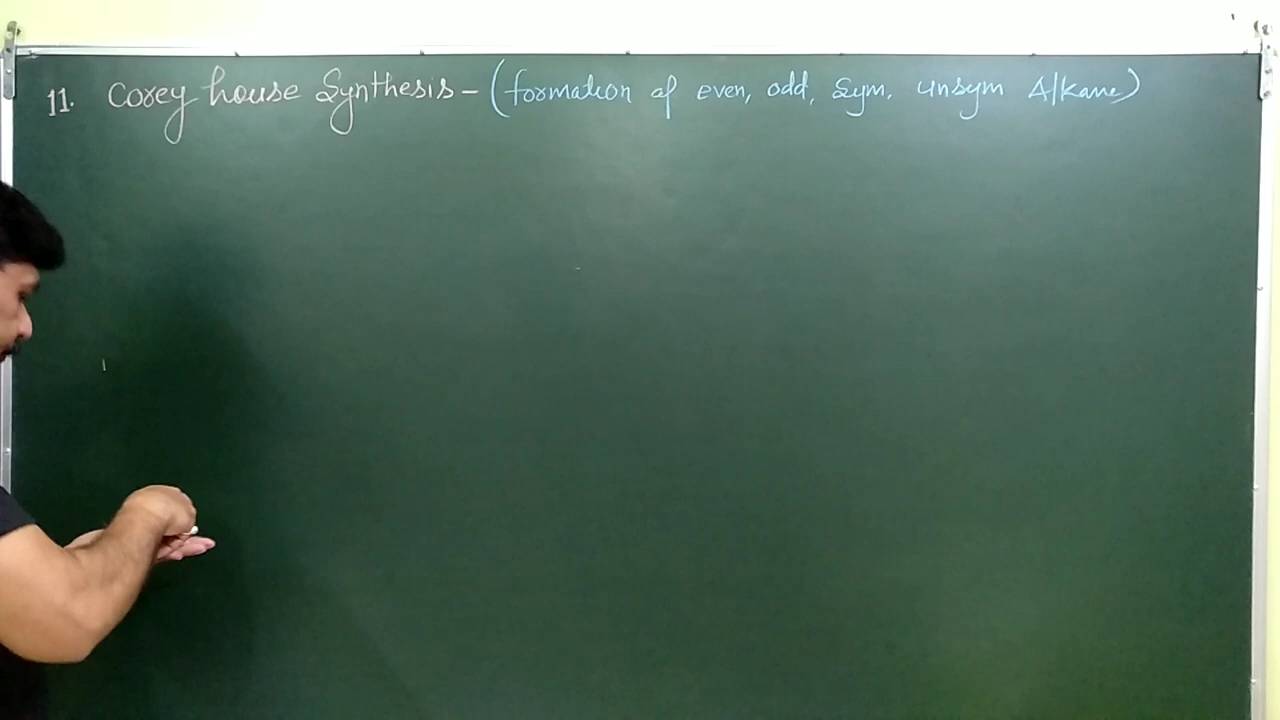 11. Corey house Synthesis - (formation of even, odd, Sym. unsym Alkane)